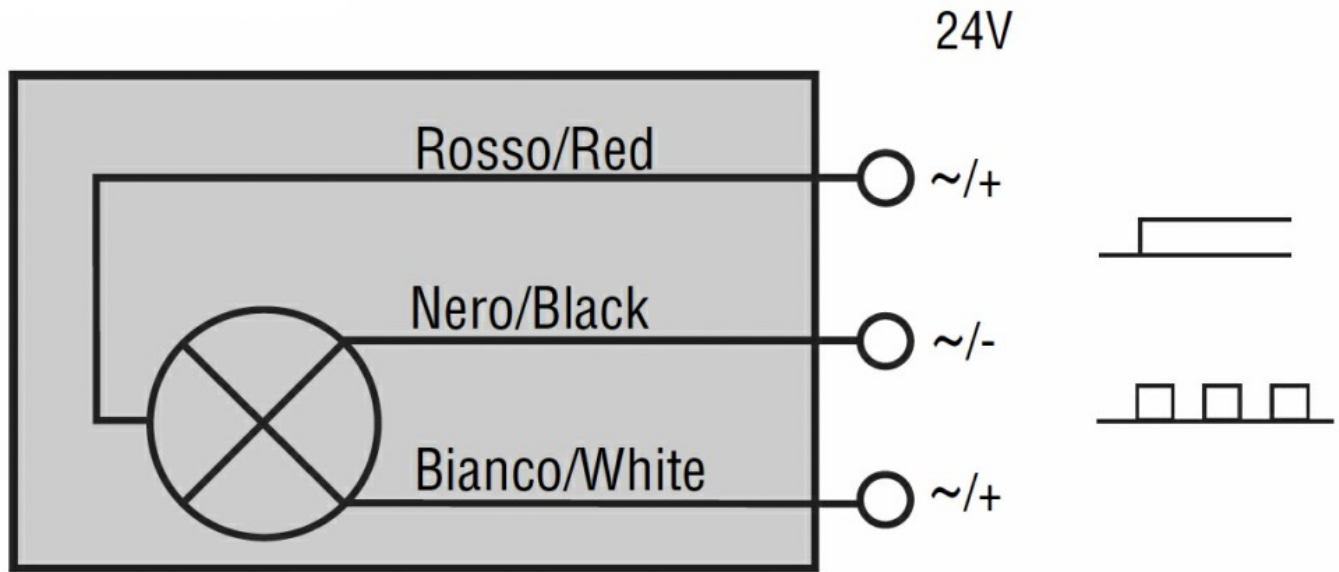 24V
Rosso/Red
~/+
Nero/Black
~/-
Bianco/White
~/+